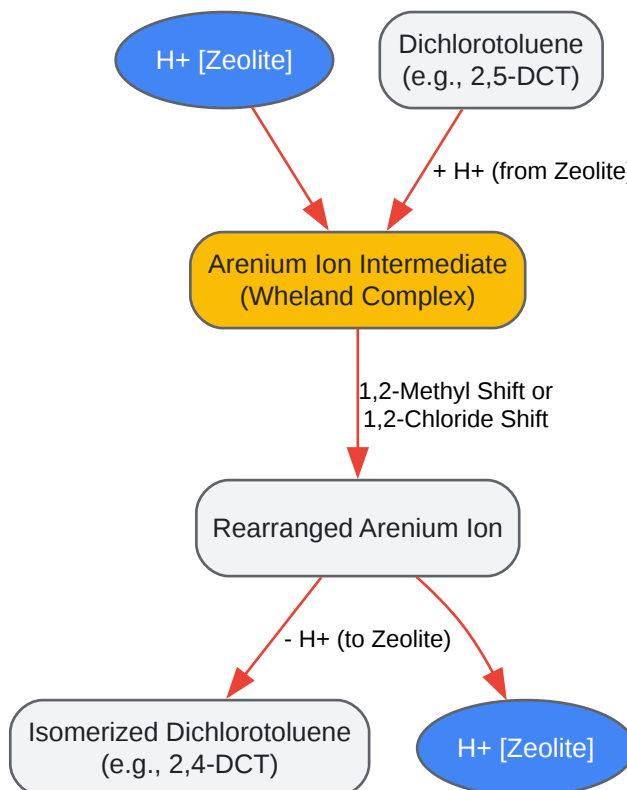 H+ [Zeolite]
Dichlorotoluene
(e.g., 2,5-DCT)
+ H+ (from Zeolite)
Arenium Ion Intermediate
(Wheland Complex)
1,2-Methyl Shift or
1,2-Chloride Shift
Rearranged Arenium Ion
- H+ (to Zeolite)
Isomerized Dichlorotoluene
(e.g., 2,4-DCT)
H+ [Zeolite]